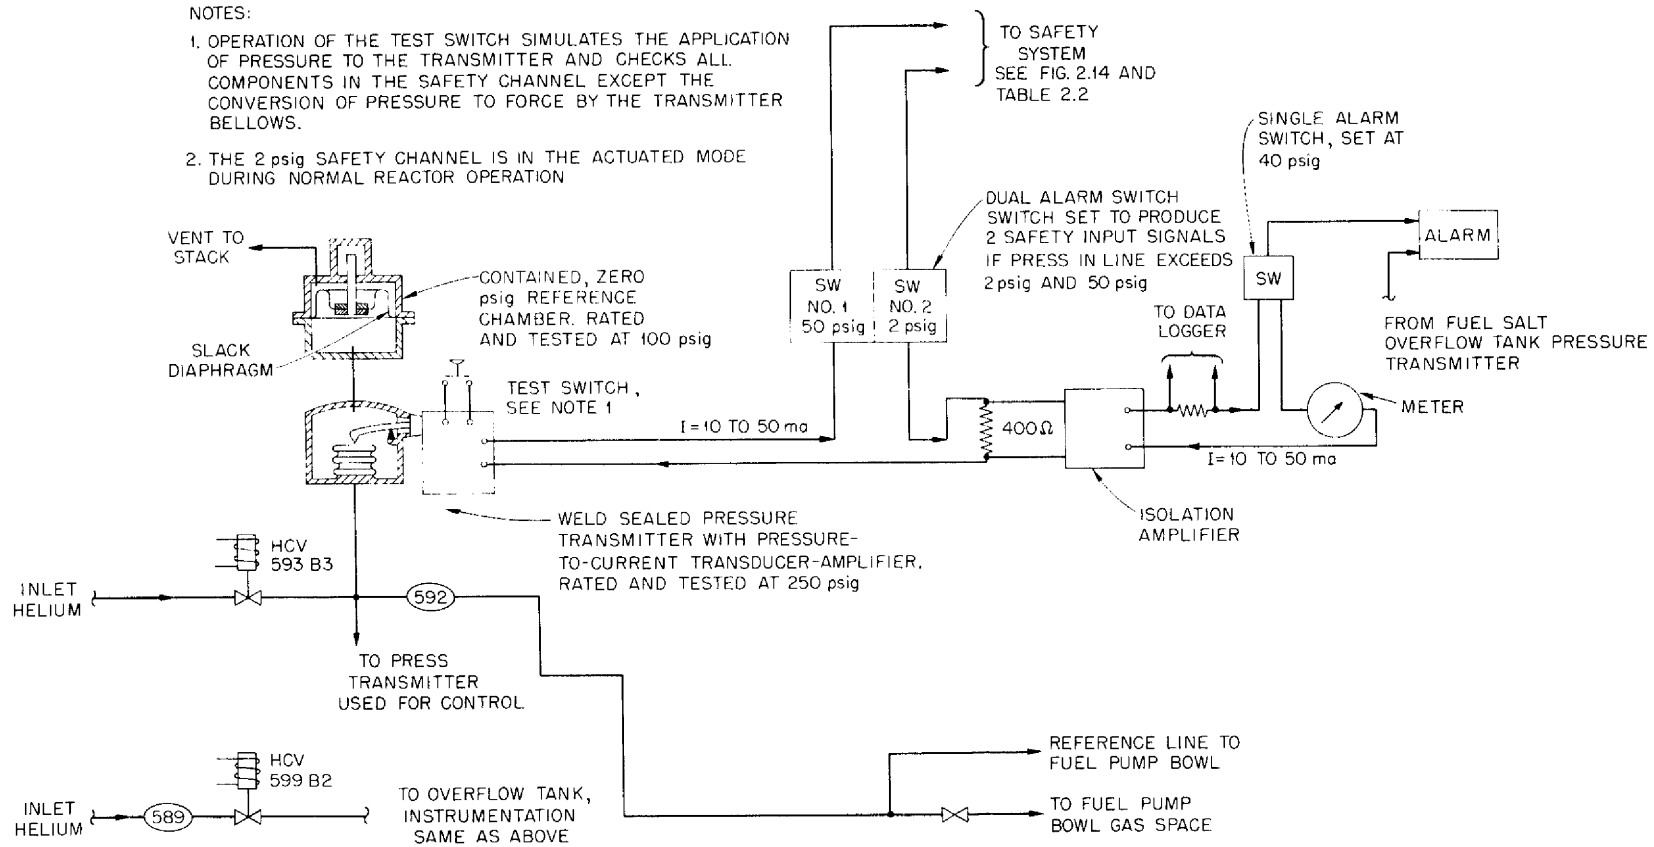 NOTES:
1. OPERATION OF THE TEST SWITCH SIMULATES THE APPLICATION
OF PRESSURE TO THE TRANSMITTER AND CHECKS ALL
COMPONENTS IN THE SAFETY CHANNEL EXCEPT THE
CONVERSION OF PRESSURE TO FORCE BY THE TRANSMITTER
BELLOWS.
2. THE 2 psig SAFETY CHANNEL IS IN THE ACTUATED MODE
DURING NORMAL REACTOR OPERATION
TO SAFETY
SYSTEM
SEE FIG. 2.14 AND
TABLE 2.2
SINGLE ALARM
SWITCH, SET AT
40 psig
DUAL ALARM SWITCH
SWITCH SET TO PRODUCE
2 SAFETY INPUT SIGNALS
IF PRESS IN LINE EXCEEDS
2 psig AND 50 psig
ALARM
SW
VENT TO
STACK
CONTAINED, ZERO
psig REFERENCE
CHAMBER. RATED
AND TESTED AT 100 psig
SW
NO. 1
50 psig
SW
NO. 2
2 psig
TO DATA
LOGGER
FROM FUEL SALT
OVERFLOW TANK PRESSURE
TRANSMITTER
SLACK
DIAPHRAGM
TEST SWITCH,
SEE NOTE 1
METER
I=10 TO 50 ma
400Ω
I=10 TO 50 ma
ISOLATION
AMPLIFIER
WELD SEALED PRESSURE
TRANSMITTER WITH PRESSURE-
TO-CURRENT TRANSDUCER-AMPLIFIER,
RATED AND TESTED AT 250 psig
HCV
593 B3
INLET
HELIUM
592
TO PRESS
TRANSMITTER
USED FOR CONTROL
HCV
599 B2
INLET
HELIUM
589
TO OVERFLOW TANK,
INSTRUMENTATION
SAME AS ABOVE
REFERENCE LINE TO
FUEL PUMP BOWL
TO FUEL PUMP
BOWL GAS SPACE